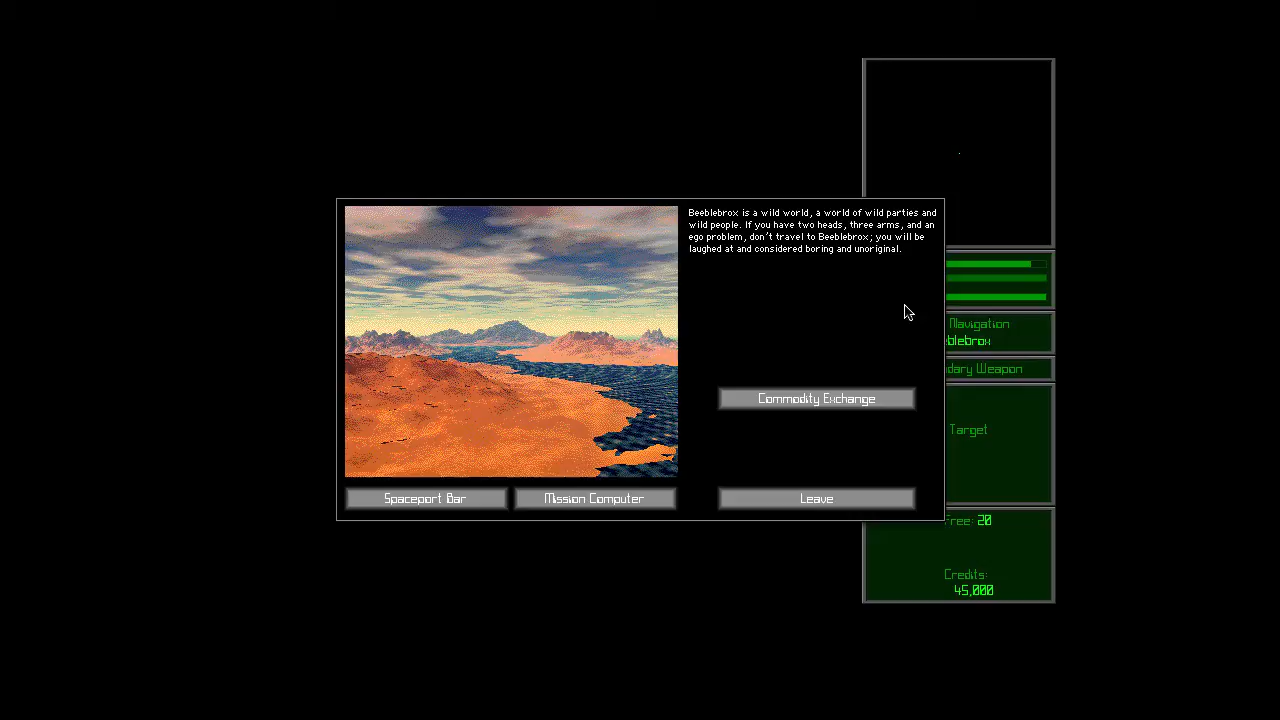 Beeblebrox is a wild world, a world of wild parties and
wild people. If you have two heads, three arms, and an
ego problem, don't travel to Beeblebrox; you will be
laughed at and considered boring and unoriginal.
Navigation
eblebrox
dary Weapon
Commodity Exchange
Target
Spaceport Bar
Mission Computer
Leave
Free: 20
Credits:
45,000